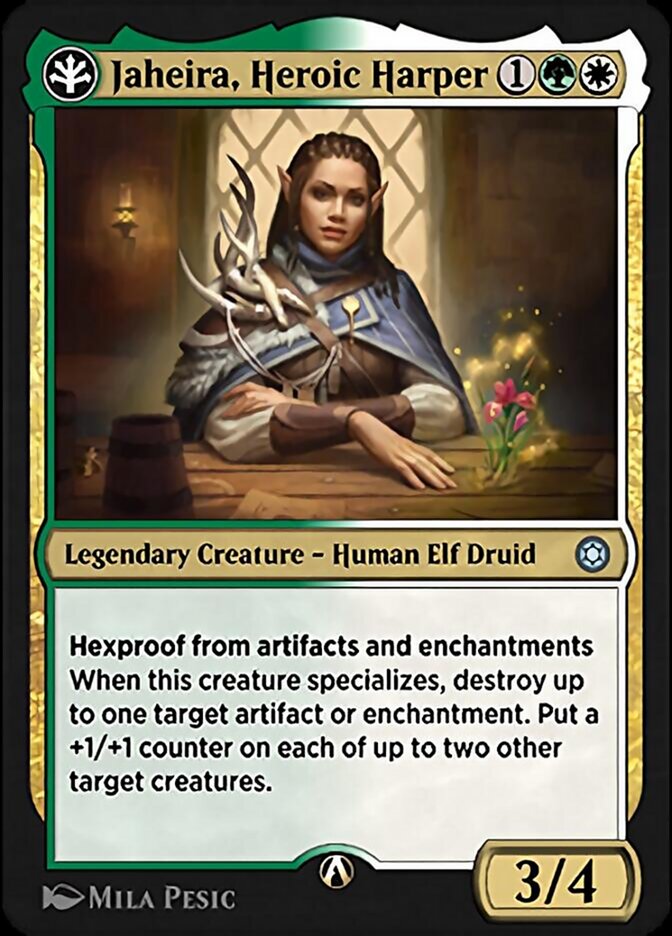 Jaheira, Heroic Harper 1
Legendary Creature – Human Elf Druid
Hexproof from artifacts and enchantments
When this creature specializes, destroy up
to one target artifact or enchantment. Put a
+1/+1 counter on each of up to two other
target creatures.
3/4
Mila Pesic